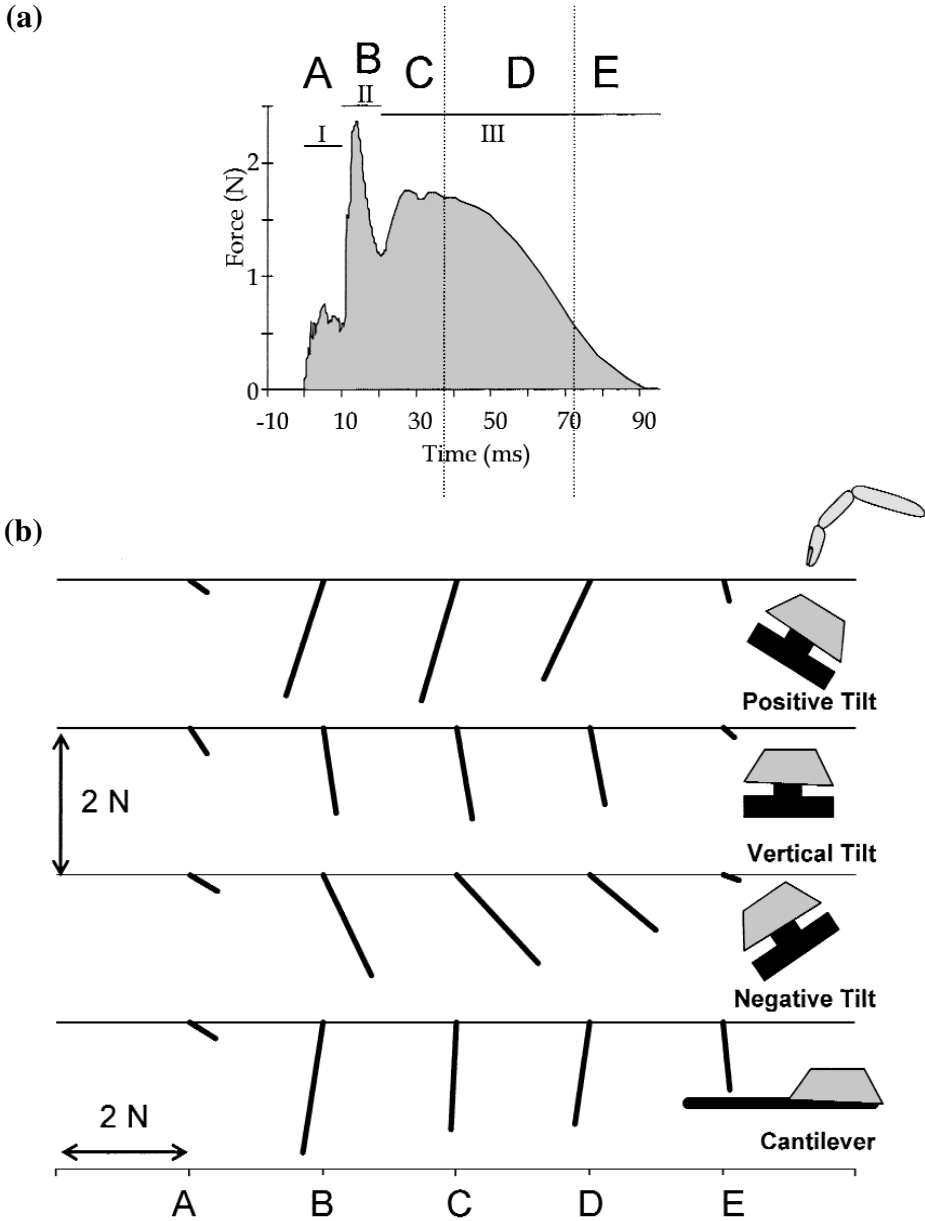 (a)
A B C D E
I II III
Force (N)
2
1
0
-10 10 30 50 70 90
Time (ms)
(b)
Positive Tilt
2 N
Vertical Tilt
Negative Tilt
2 N
Cantilever
A B C D E